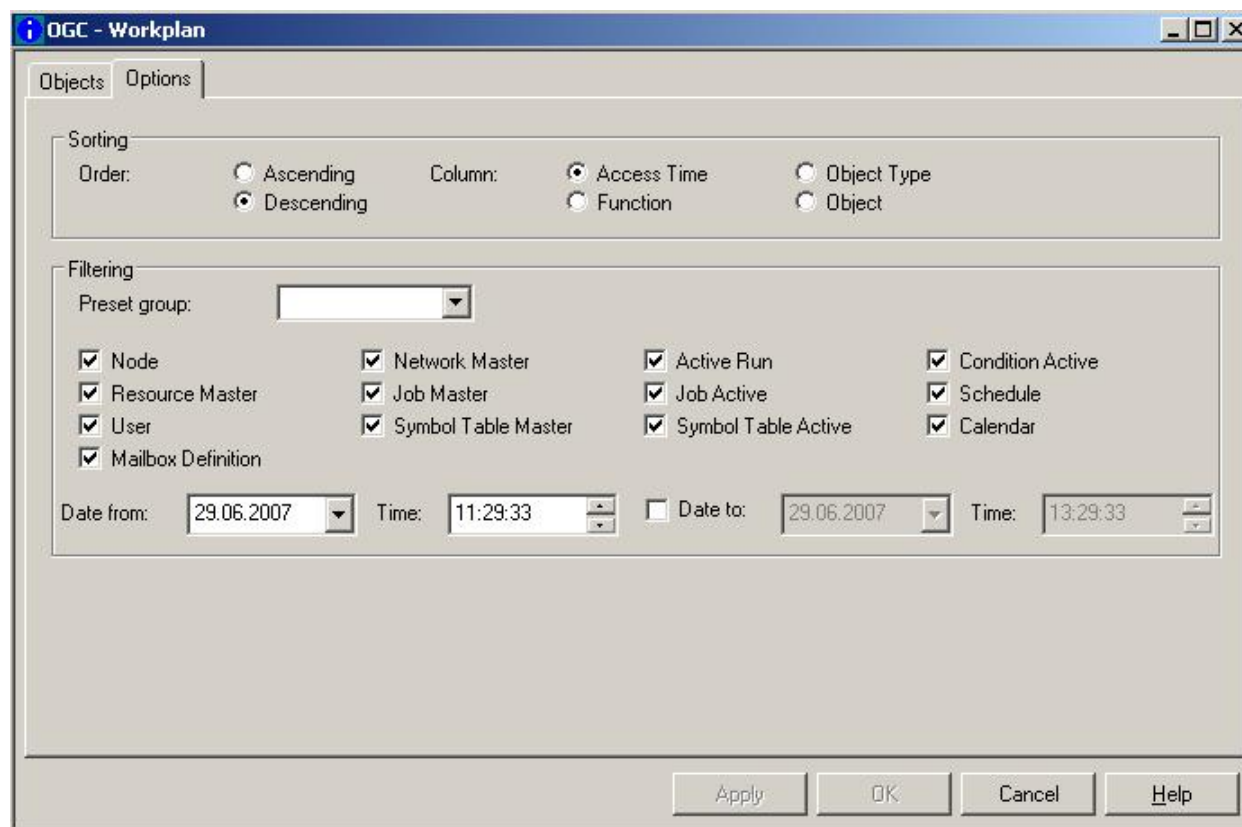 OGC - Workplan
Objects Options
Sorting
Order: Ascending Column: Access Time Object Type
Descending Function Object
Filtering
Preset group:
Node Network Master Active Run Condition Active
Resource Master Job Master Job Active Schedule
User Symbol Table Master Symbol Table Active Calendar
Mailbox Definition
Date from: 29.06.2007 Time: 11:29:33 Date to: 29.06.2007 Time: 13:29:33
Apply OK Cancel Help